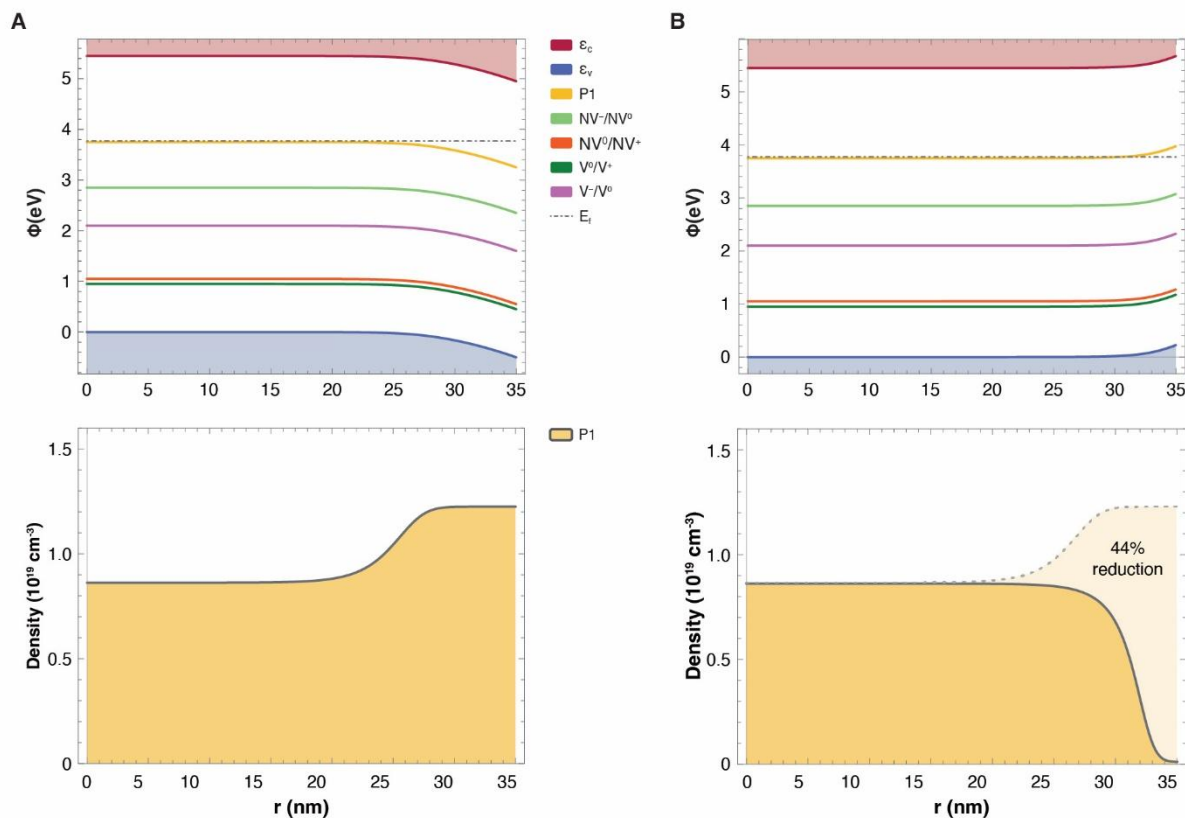 A
Φ(eV)
5
4
3
2
1
0
0 5 10 15 20 25 30 35
ε꜀
εᵥ
P1
NV⁻/NV⁰
NV⁰/NV⁺
V⁰/V⁺
V⁻/V⁰
E_f
B
Φ(eV)
6
5
4
3
2
1
0
0 5 10 15 20 25 30 35
Density (10¹⁹ cm⁻³)
1.5
1.0
0.5
0
0 5 10 15 20 25 30 35
r (nm)
P1
Density (10¹⁹ cm⁻³)
1.5
1.0
0.5
0
44%
reduction
0 5 10 15 20 25 30 35
r (nm)